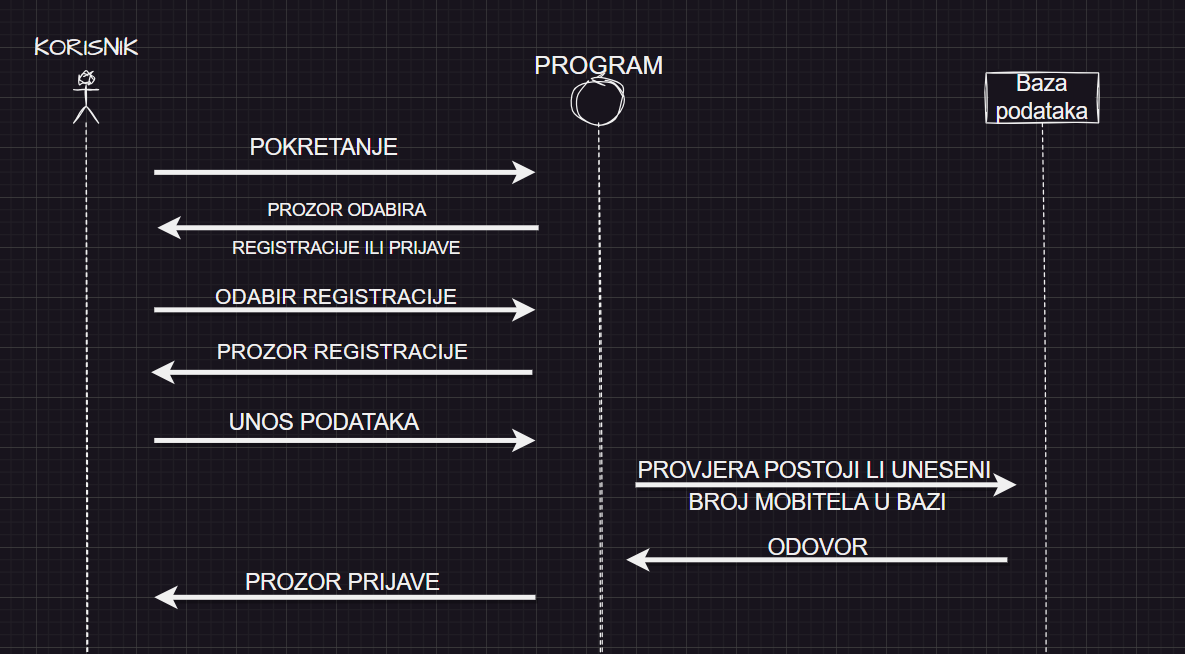 KORISNIK
PROGRAM
Baza
podataka
POKRETANJE
PROZOR ODABIRA
REGISTRACIJE ILI PRIJAVE
ODABIR REGISTRACIJE
PROZOR REGISTRACIJE
UNOS PODATAKA
PROVJERA POSTOJI LI UNESENI
BROJ MOBITELA U BAZI
ODOVOR
PROZOR PRIJAVE